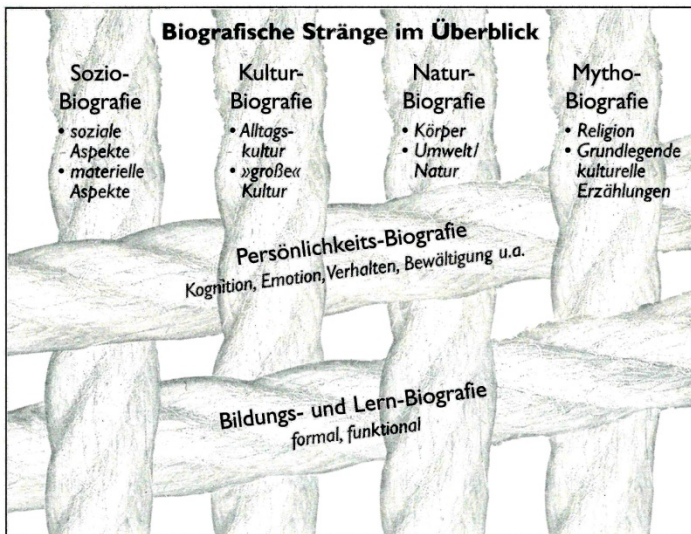 Biografische Stränge im Überblick
Sozio-
Biografie
• soziale
Aspekte
• materielle
Aspekte
Kultur-
Biografie
• Alltags-
kultur
• »große«
Kultur
Natur-
Biografie
• Körper
• Umwelt/
Natur
Mytho-
Biografie
• Religion
• Grundlegende
kulturelle
Erzählungen
Persönlichkeits-Biografie
Kognition, Emotion, Verhalten, Bewältigung u.a.
Bildungs- und Lern-Biografie
formal, funktional